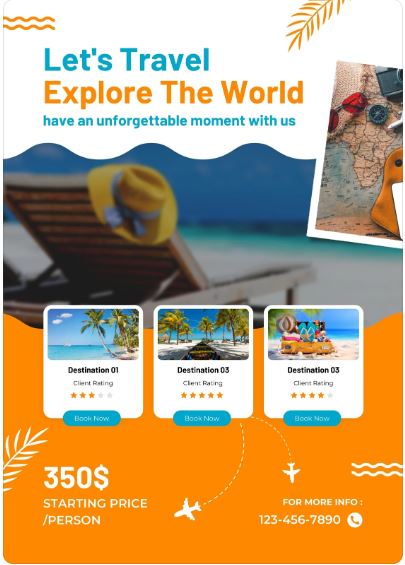 Let's Travel
Explore The World
have an unforgettable moment with us
Destination 01
Client Rating
Book Now
Destination 03
Client Rating
Book Now
Destination 03
Client Rating
Book Now
350$
STARTING PRICE
/PERSON
FOR MORE INFO :
123-456-7890